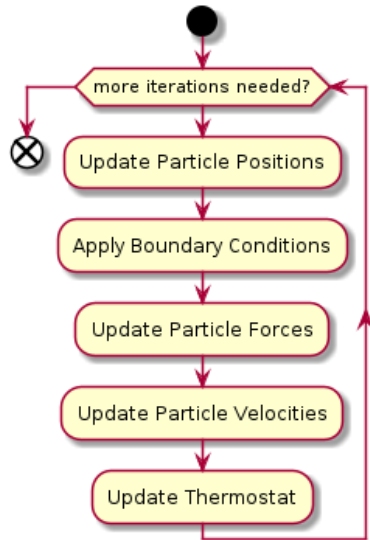 more iterations needed?
Update Particle Positions
Apply Boundary Conditions
Update Particle Forces
Update Particle Velocities
Update Thermostat